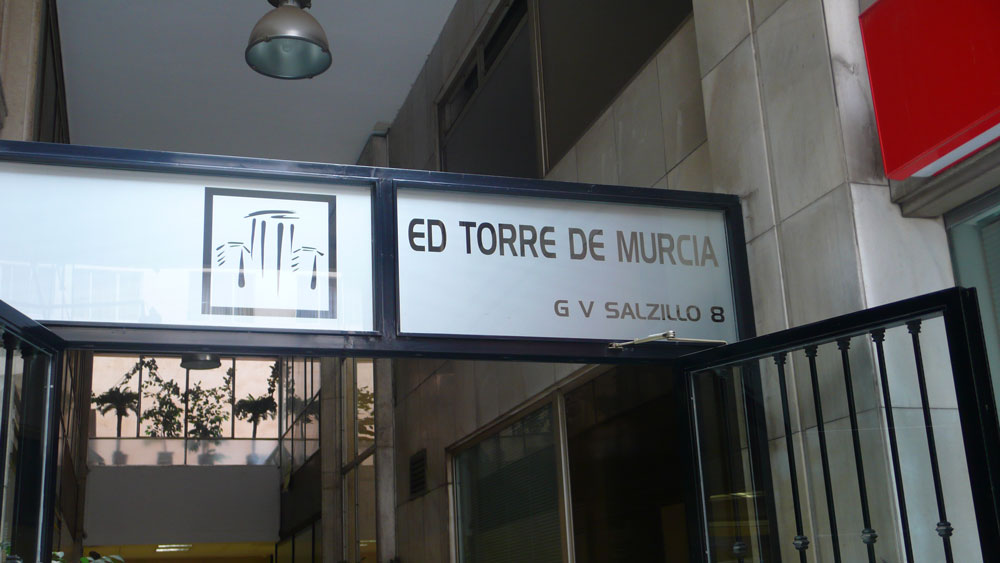 ED TORRE DE MURCIA
G V SALZILLO 8